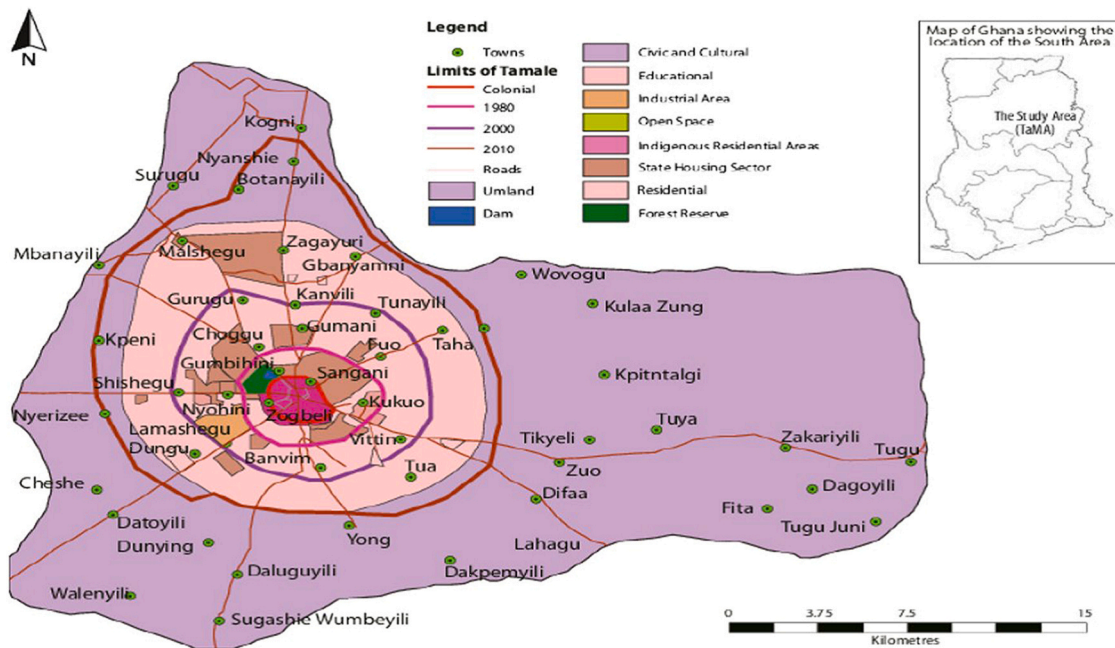 N
Legend
Towns
Limits of Tamale
Colonial
1980
2000
2010
Roads
Umland
Dam
Civic and Cultural
Educational
Industrial Area
Open Space
Indigenous Residential Areas
State Housing Sector
Residential
Forest Reserve
Map of Ghana showing the
location of the South Area
The Study Area
(TaMA)
Kogni
Nyanshie
Surugu
Botanayili
Mbanayili
Malshegu
Zagayuri
Gbanyamni
Wovogu
Gurugu
Kanvili
Tunayili
Kulaa Zung
Kpeni
Choggu
Gumani
Fuo
Taha
Gumbihini
Sangani
Kpitntalgi
Shishegu
Nyohini
Zogbeli
Kukuo
Nyerizee
Lamashegu
Dungu
Vittin
Tikyeli
Tuya
Zakariyili
Tugu
Banvim
Tua
Zuo
Cheshe
Difaa
Dagoyili
Datoyili
Fita
Tugu Juni
Dunying
Yong
Lahagu
Daluguyili
Dakpemyili
Walenyili
Sugashie Wumbeyili
0 3.75 7.5 15
Kilometres